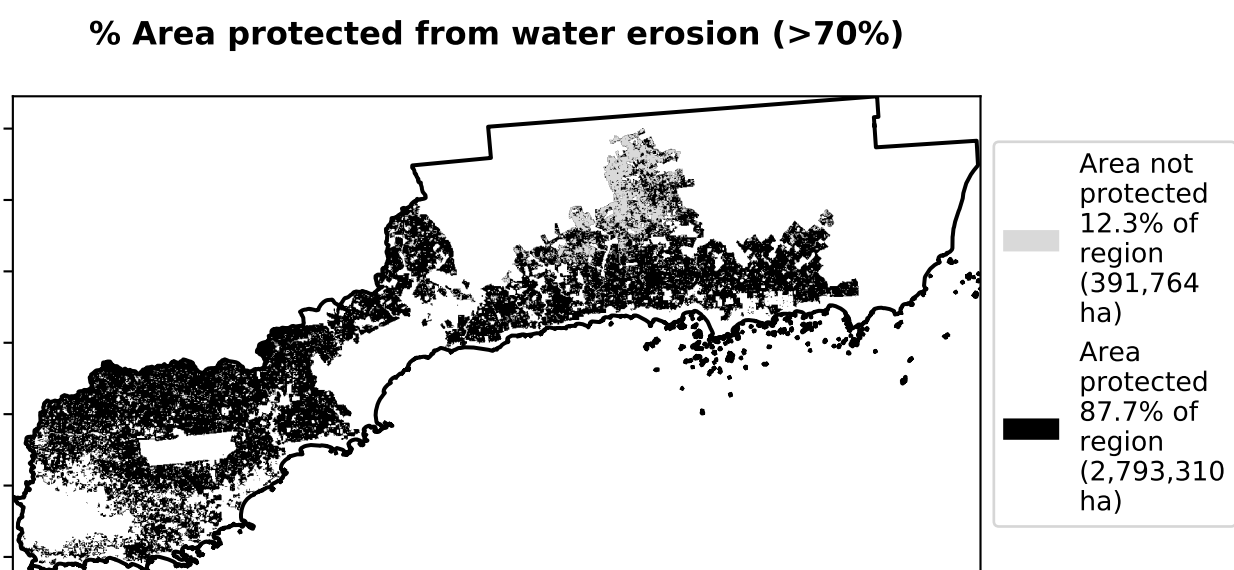 % Area protected from water erosion (>70%)
Area not
protected
12.3% of
region
(391,764
ha)
Area
protected
87.7% of
region
(2,793,310
ha)